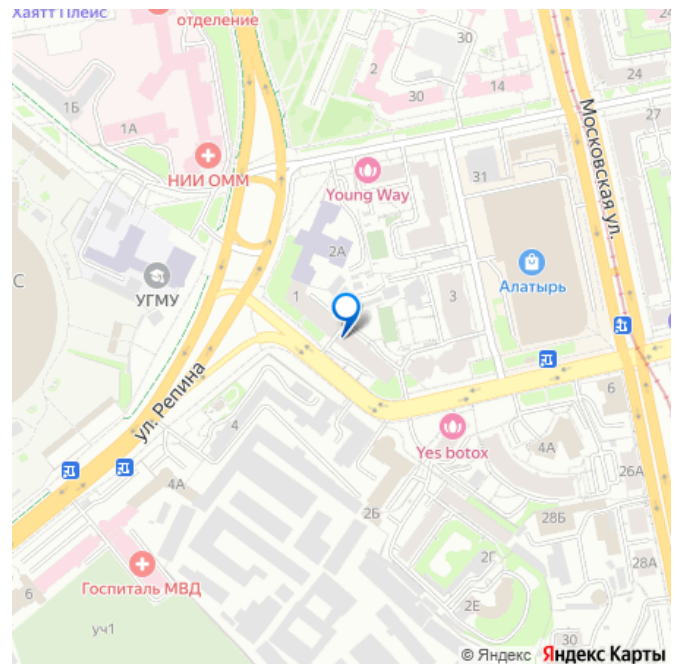 Хаятт Плейс
отделение
30
2
24
1Б
14
30
27
1А
НИИ ОММ
Московская ул.
31
Young Way
2А
УГМУ
С
Алатырь
1
3
6
ул. Репина
4
Yes botox
4А
26А
4А
2Б
28Б
2Г
28А
Госпиталь МВД
6
2Е
уч1
30
© Яндекс Яндекс Карты